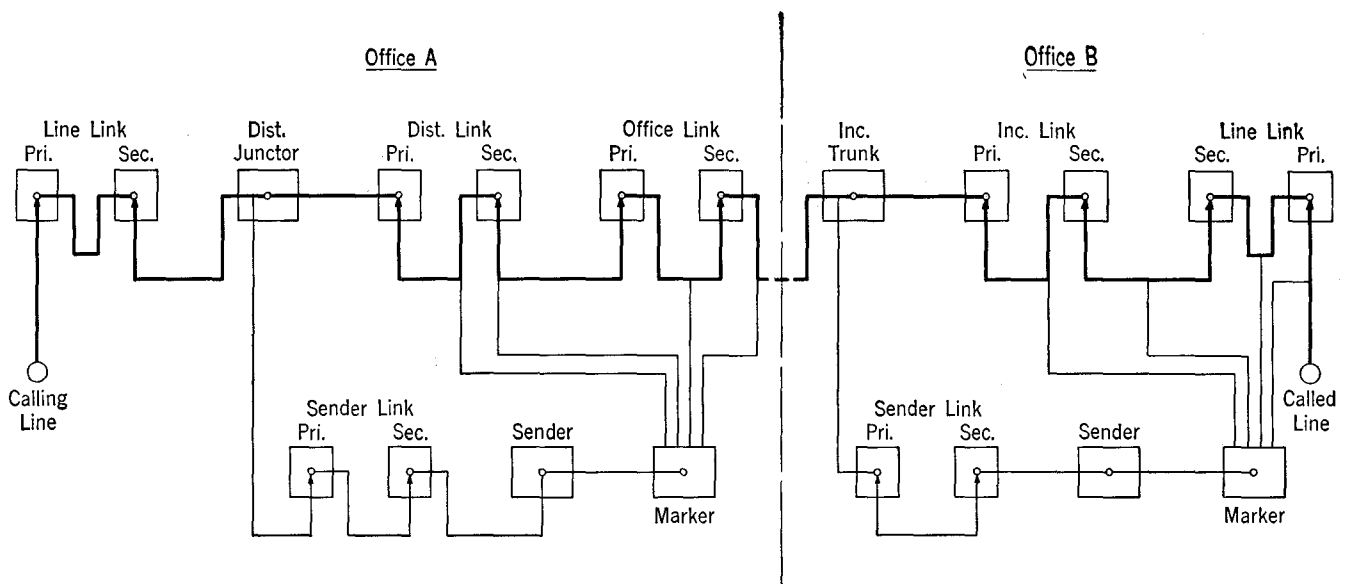 Office A
Office B
Line Link
Pri. Sec.
Dist.
Junctor
Dist. Link
Pri. Sec.
Office Link
Pri. Sec.
Inc.
Trunk
Inc. Link
Pri. Sec.
Line Link
Sec. Pri.
Calling
Line
Sender Link
Pri. Sec.
Sender
Marker
Sender Link
Pri. Sec.
Sender
Marker
Called
Line